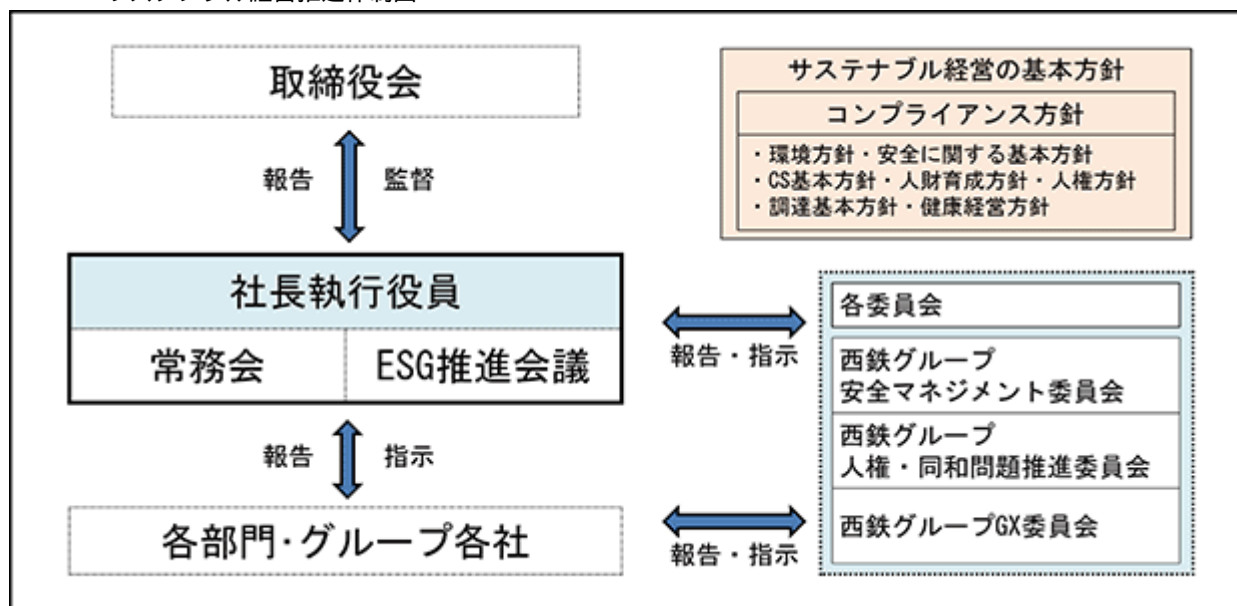 取締役会
報告 監督
社長執行役員
常務会 ESG推進会議
報告 指示
各部門・グループ各社
サステナブル経営の基本方針
コンプライアンス方針
・環境方針・安全に関する基本方針
・CS基本方針・人財育成方針・人権方針
・調達基本方針・健康経営方針
報告・指示
各委員会
西鉄グループ
安全マネジメント委員会
西鉄グループ
人権・同和問題推進委員会
西鉄グループGX委員会
報告・指示